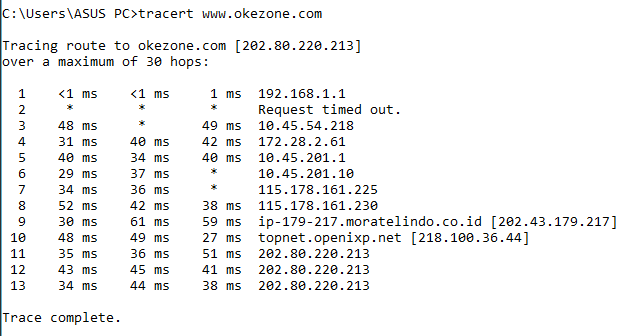 C:\Users\ASUS PC>tracert www.okezone.com
Tracing route to okezone.com [202.80.220.213]
over a maximum of 30 hops:
1 <1 ms <1 ms 1 ms 192.168.1.1
2 * * * Request timed out.
3 48 ms * 49 ms 10.45.54.218
4 31 ms 40 ms 42 ms 172.28.2.61
5 40 ms 34 ms 40 ms 10.45.201.1
6 29 ms 37 ms * 10.45.201.10
7 34 ms 36 ms * 115.178.161.225
8 52 ms 42 ms 38 ms 115.178.161.230
9 30 ms 61 ms 59 ms ip-179-217.moratelindo.co.id [202.43.179.217]
10 48 ms 49 ms 27 ms topnet.openixp.net [218.100.36.44]
11 35 ms 36 ms 51 ms 202.80.220.213
12 43 ms 45 ms 41 ms 202.80.220.213
13 34 ms 44 ms 38 ms 202.80.220.213
Trace complete.